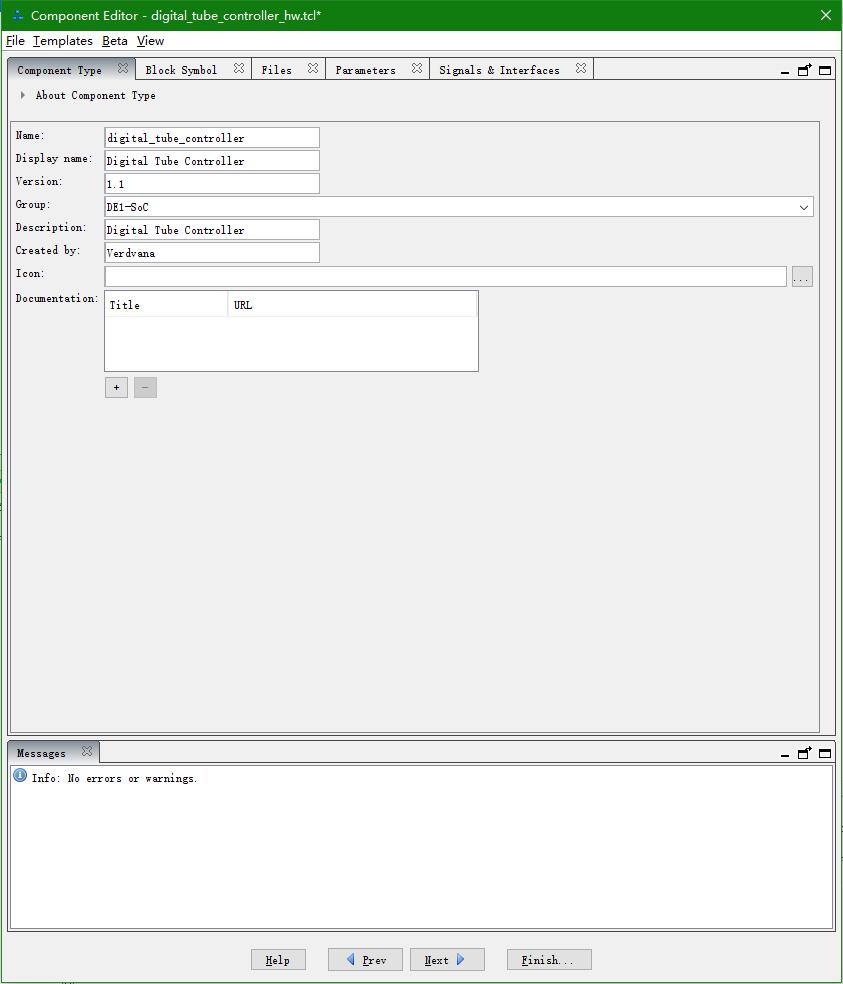 Component Editor - digital_tube_controller_hw.tcl*
File Templates Beta View
Component Type Block Symbol Files Parameters Signals & Interfaces
About Component Type
Name: digital_tube_controller
Display name: Digital Tube Controller
Version: 1.1
Group: DE1-SoC
Description: Digital Tube Controller
Created by: Verdvana
Icon: ...
Documentation: Title URL
+ −
Messages
Info: No errors or warnings.
Help Prev Next Finish...